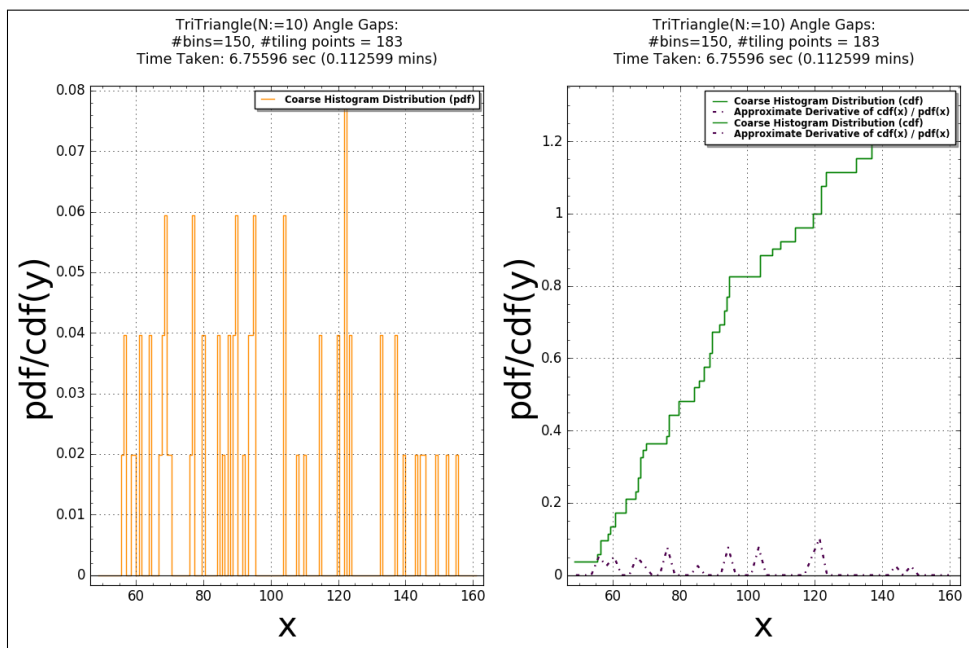 TriTriangle(N:=10) Angle Gaps:
#bins=150, #tiling points = 183
Time Taken: 6.75596 sec (0.112599 mins)
Coarse Histogram Distribution (pdf)
0.08
0.07
0.06
0.05
0.04
0.03
0.02
0.01
0
pdf/cdf(y)
60 80 100 120 140 160
x
TriTriangle(N:=10) Angle Gaps:
#bins=150, #tiling points = 183
Time Taken: 6.75596 sec (0.112599 mins)
Coarse Histogram Distribution (cdf)
Approximate Derivative of cdf(x) / pdf(x)
Coarse Histogram Distribution (cdf)
Approximate Derivative of cdf(x) / pdf(x)
1.2
1
0.8
0.6
0.4
0.2
0
pdf/cdf(y)
60 80 100 120 140 160
x